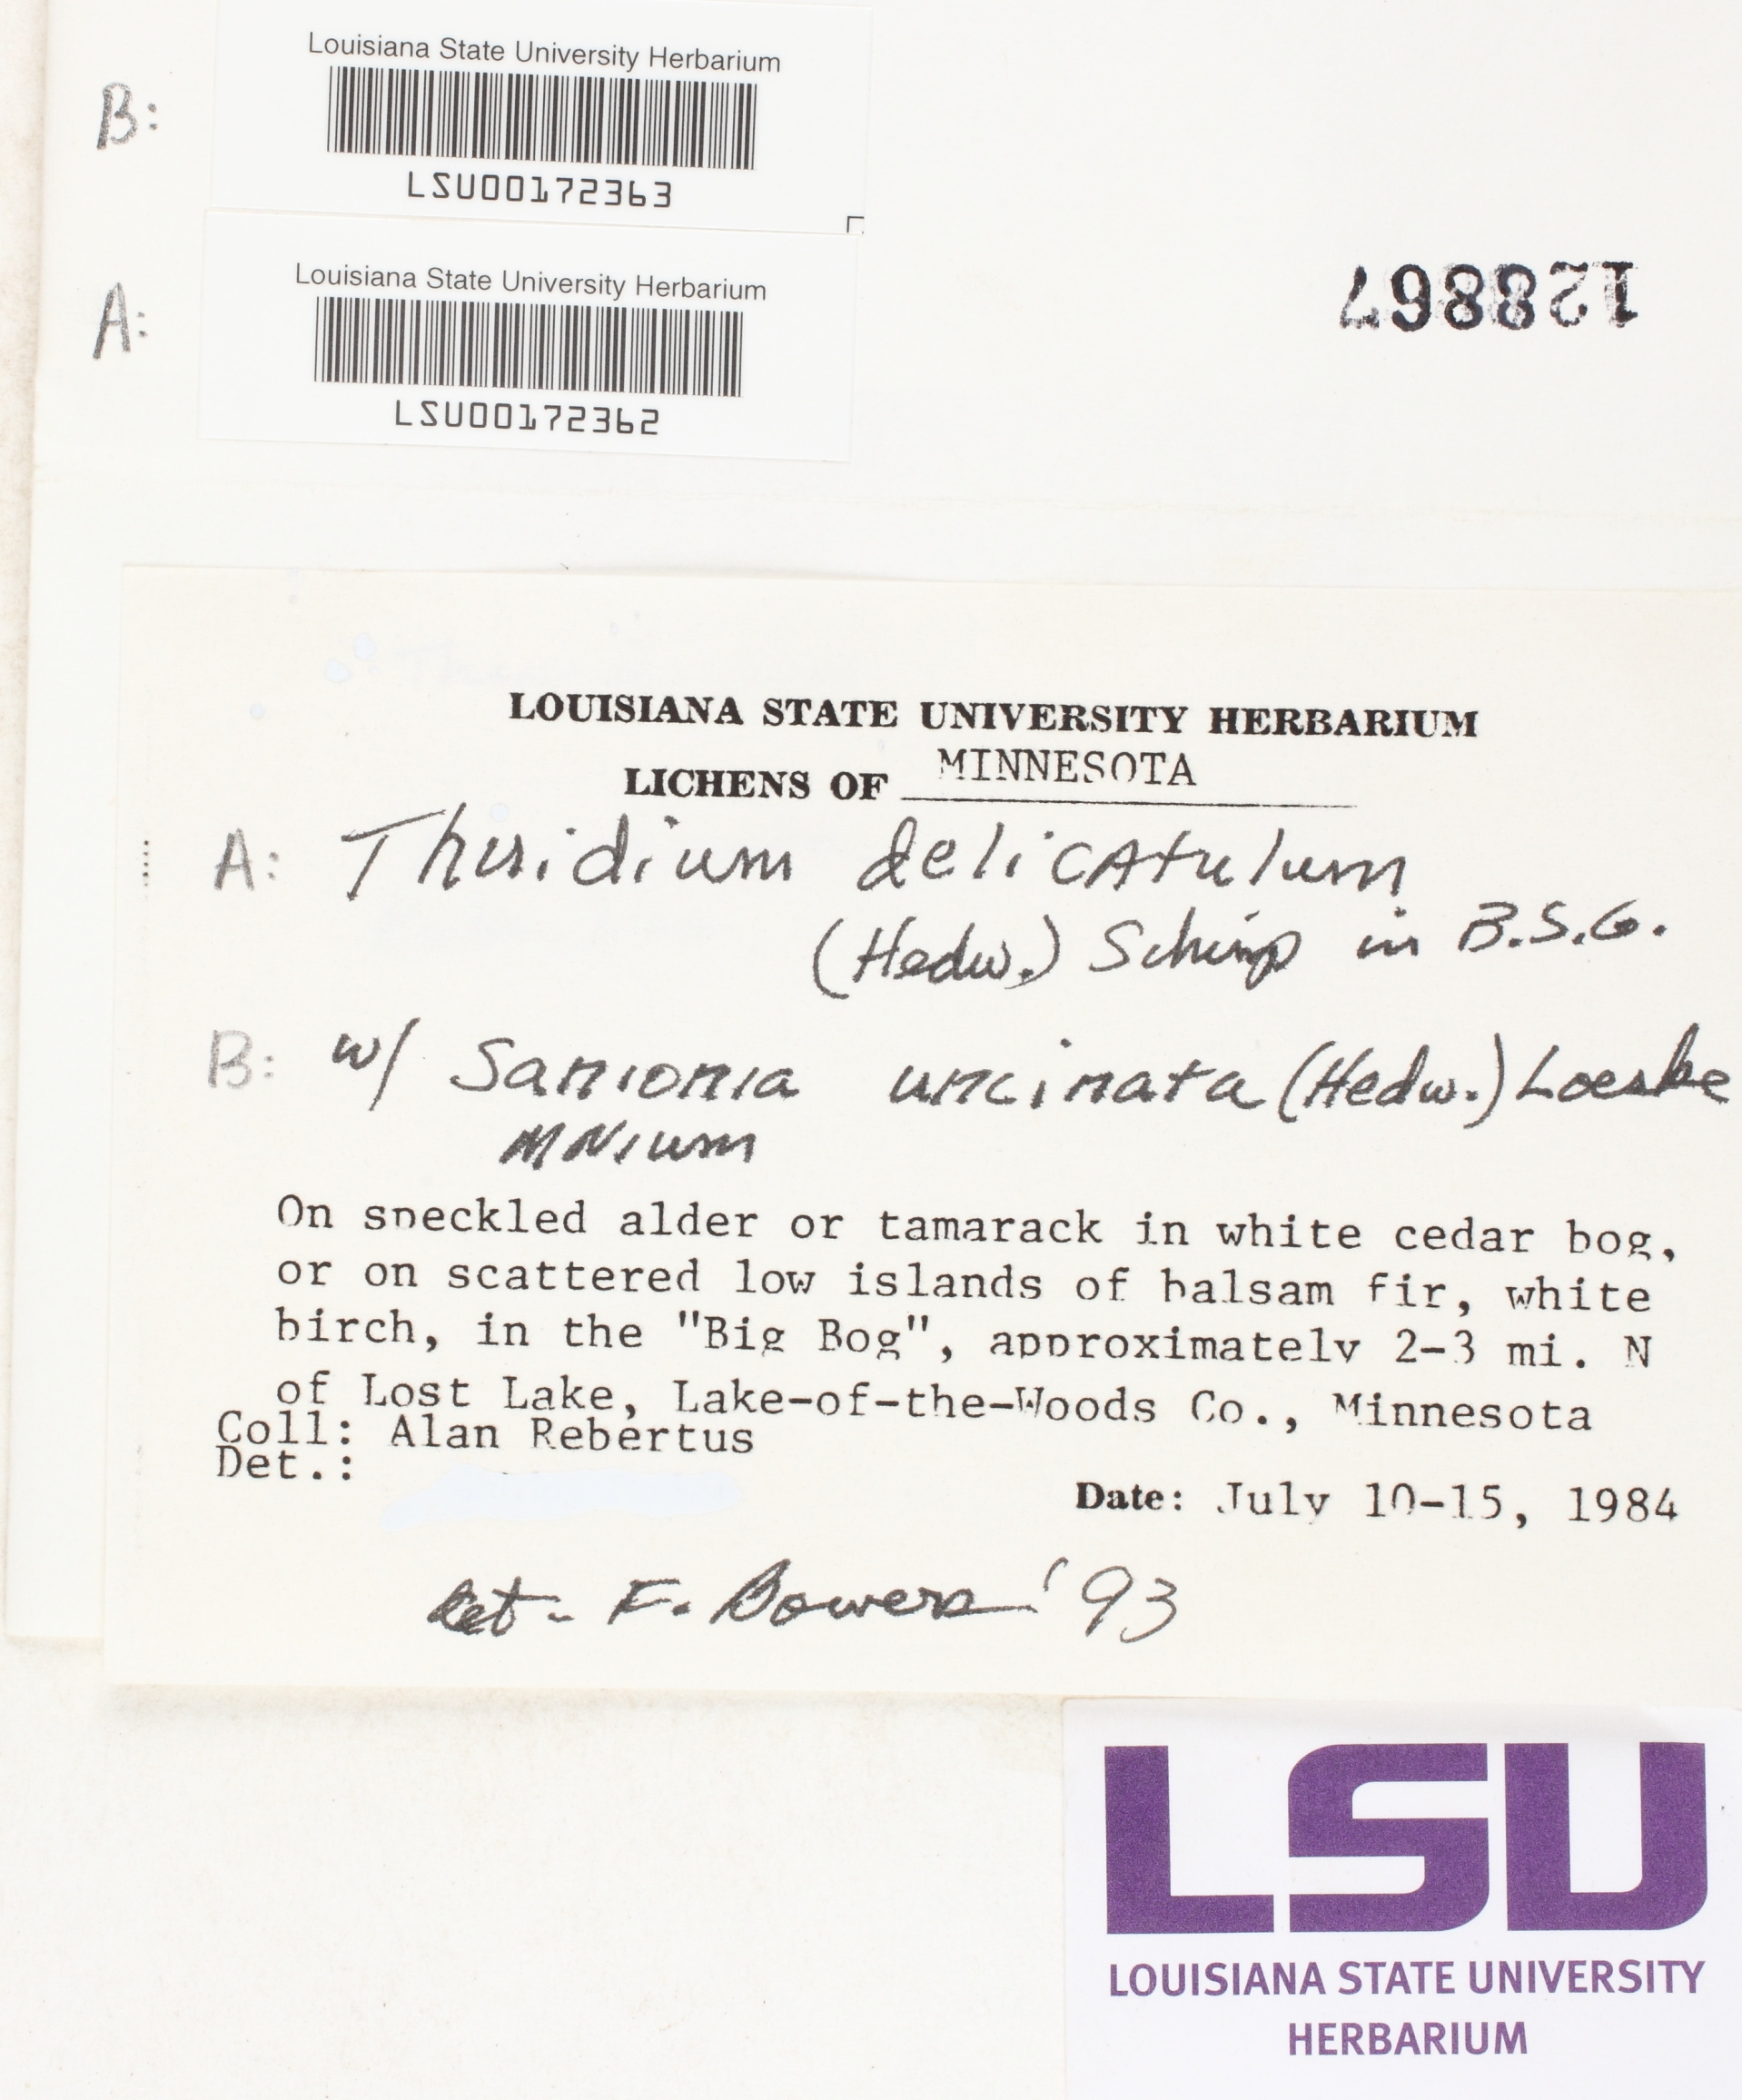 Louisiana State University Herbarium
B:
LSU00172363
Louisiana State University Herbarium
A:
LSU00172362
128867
LOUISIANA STATE UNIVERSITY HERBARIUM
LICHENS OF MINNESOTA
A: Thuidium delicatulum
(Hedw.) Schimp in B.S.G.
B: w/ Sanionia uncinata (Hedw.) Loeske
MNium
On speckled alder or tamarack in white cedar bog,
or on scattered low islands of balsam fir, white
birch, in the "Big Bog", approximately 2-3 mi. N
of Lost Lake, Lake-of-the-Woods Co., Minnesota
Coll: Alan Rebertus
Det.:
Date: July 10-15, 1984
det- F. Bowers '93
LSU
LOUISIANA STATE UNIVERSITY
HERBARIUM